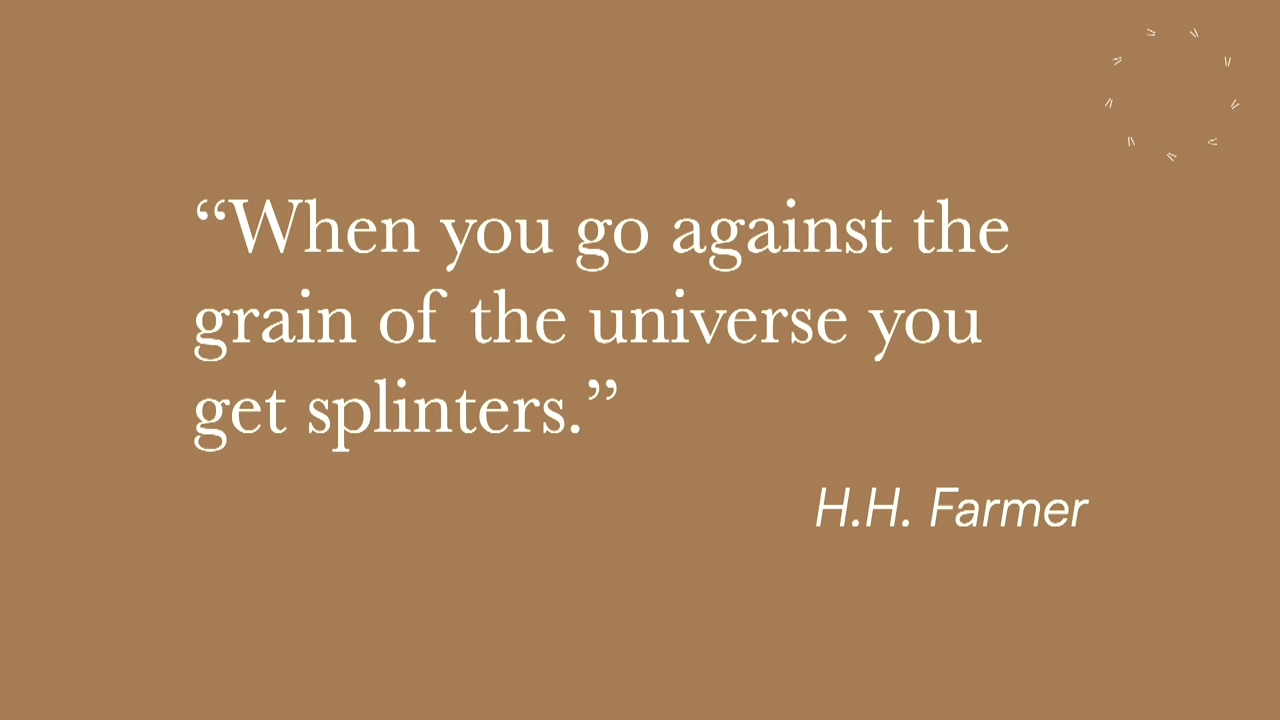 “When you go against the
grain of the universe you
get splinters.”
H.H. Farmer